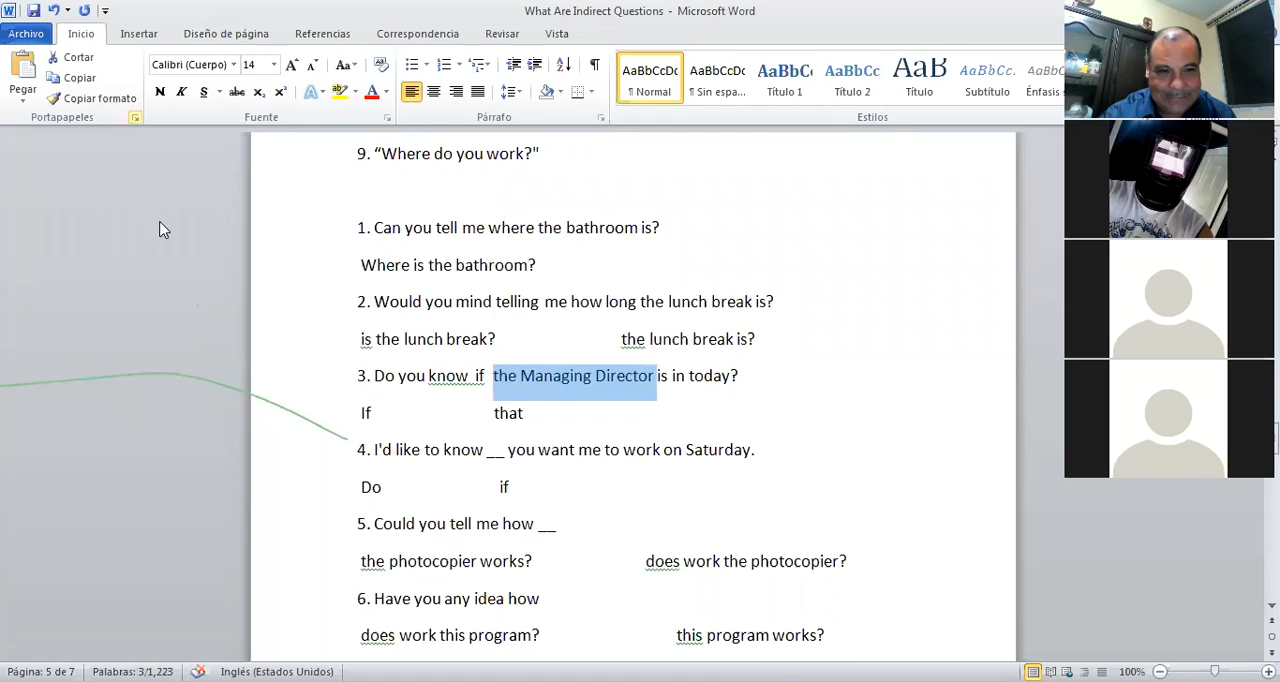 What Are Indirect Questions - Microsoft Word
Archivo Inicio Insertar Diseño de página Referencias Correspondencia Revisar Vista
Pegar
Cortar
Copiar
Copiar formato
Portapapeles
Calibri (Cuerpo) 14
N K S abc x₂ x² A ab A
Fuente
Párrafo
AaBbCcDc AaBbCcDc AaBbC( AaBbCc AaB AaBbCc. AaBbCc
¶ Normal ¶ Sin espa... Título 1 Título 2 Título Subtítulo Énfasis
Estilos
9. “Where do you work?"
1. Can you tell me where the bathroom is?
Where is the bathroom?
2. Would you mind telling me how long the lunch break is?
is the lunch break? the lunch break is?
3. Do you know if the Managing Director is in today?
If that
4. I'd like to know __ you want me to work on Saturday.
Do if
5. Could you tell me how __
the photocopier works? does work the photocopier?
6. Have you any idea how
does work this program? this program works?
Página: 5 de 7 Palabras: 3/1,223 Inglés (Estados Unidos) 100%